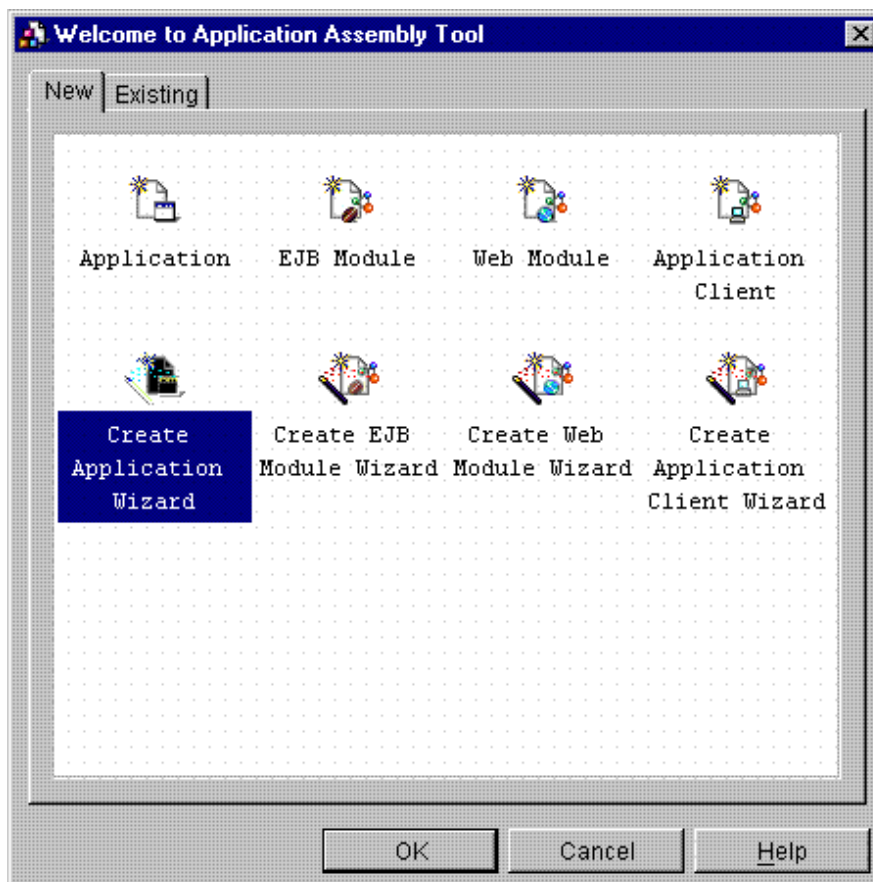 Welcome to Application Assembly Tool
New Existing
Application EJB Module Web Module Application
Client
Create Create EJB Create Web Create
Application Module Wizard Module Wizard Application
Wizard Client Wizard
OK Cancel Help